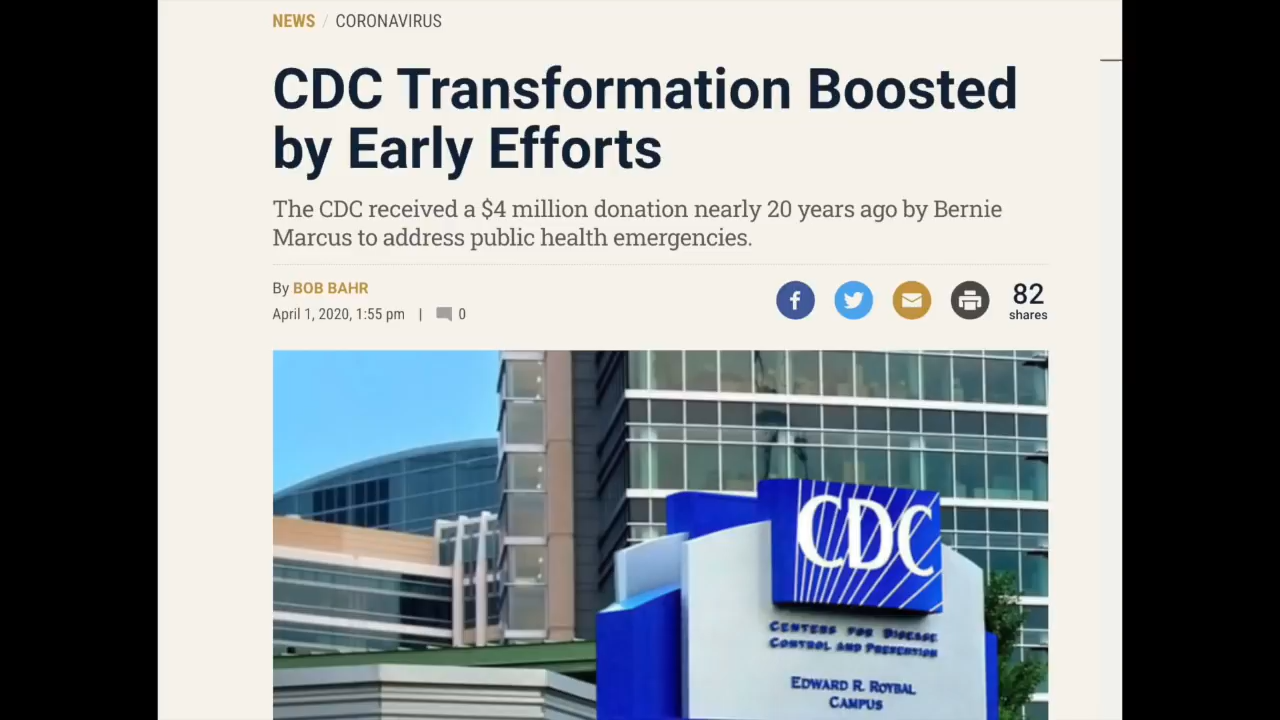 NEWS / CORONAVIRUS
CDC Transformation Boosted
by Early Efforts
The CDC received a $4 million donation nearly 20 years ago by Bernie
Marcus to address public health emergencies.
By BOB BAHR
April 1, 2020, 1:55 pm | 0
82
shares
CDC
CENTERS FOR DISEASE
CONTROL AND PREVENTION
EDWARD R. ROYBAL
CAMPUS